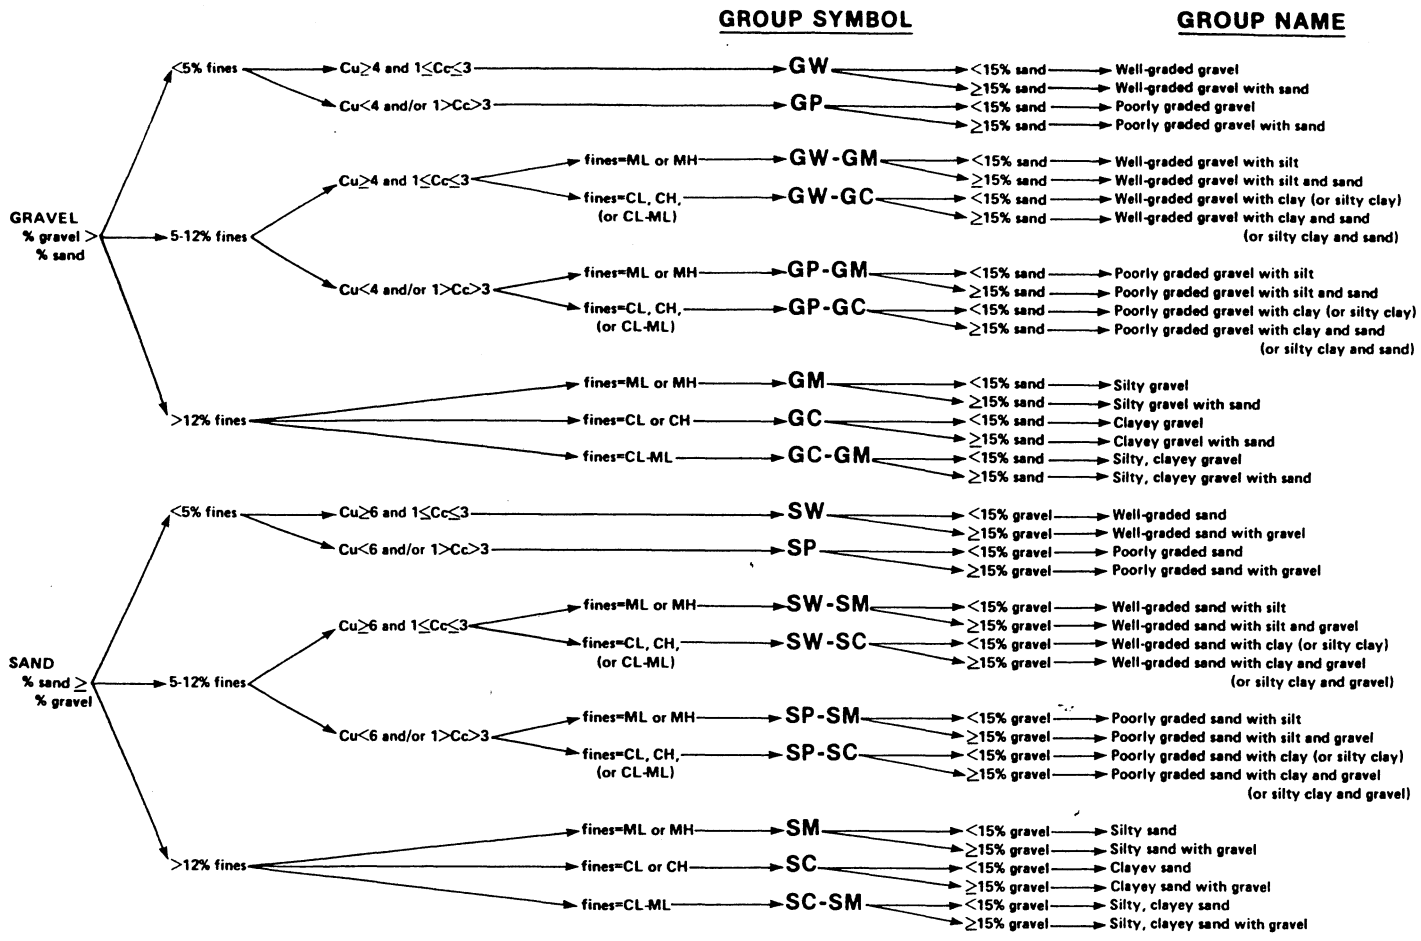 GROUP SYMBOL GROUP NAME
<5% fines Cu≥4 and 1≤Cc≤3 GW <15% sand Well-graded gravel
≥15% sand Well-graded gravel with sand
Cu<4 and/or 1>Cc>3 GP <15% sand Poorly graded gravel
≥15% sand Poorly graded gravel with sand
fines=ML or MH GW-GM <15% sand Well-graded gravel with silt
Cu≥4 and 1≤Cc≤3 ≥15% sand Well-graded gravel with silt and sand
fines=CL, CH, GW-GC <15% sand Well-graded gravel with clay (or silty clay)
(or CL-ML) ≥15% sand Well-graded gravel with clay and sand
GRAVEL
% gravel > 5-12% fines (or silty clay and sand)
% sand
fines=ML or MH GP-GM <15% sand Poorly graded gravel with silt
Cu<4 and/or 1>Cc>3 ≥15% sand Poorly graded gravel with silt and sand
fines=CL, CH, GP-GC <15% sand Poorly graded gravel with clay (or silty clay)
(or CL-ML) ≥15% sand Poorly graded gravel with clay and sand
(or silty clay and sand)
fines=ML or MH GM <15% sand Silty gravel
≥15% sand Silty gravel with sand
>12% fines fines=CL or CH GC <15% sand Clayey gravel
≥15% sand Clayey gravel with sand
fines=CL-ML GC-GM <15% sand Silty, clayey gravel
≥15% sand Silty, clayey gravel with sand
<5% fines Cu≥6 and 1≤Cc≤3 SW <15% gravel Well-graded sand
≥15% gravel Well-graded sand with gravel
Cu<6 and/or 1>Cc>3 SP <15% gravel Poorly graded sand
≥15% gravel Poorly graded sand with gravel
fines=ML or MH SW-SM <15% gravel Well-graded sand with silt
Cu≥6 and 1≤Cc≤3 ≥15% gravel Well-graded sand with silt and gravel
fines=CL, CH, SW-SC <15% gravel Well-graded sand with clay (or silty clay)
(or CL-ML) ≥15% gravel Well-graded sand with clay and gravel
SAND
% sand ≥ 5-12% fines (or silty clay and gravel)
% gravel
fines=ML or MH SP-SM <15% gravel Poorly graded sand with silt
Cu<6 and/or 1>Cc>3 ≥15% gravel Poorly graded sand with silt and gravel
fines=CL, CH, SP-SC <15% gravel Poorly graded sand with clay (or silty clay)
(or CL-ML) ≥15% gravel Poorly graded sand with clay and gravel
(or silty clay and gravel)
fines=ML or MH SM <15% gravel Silty sand
≥15% gravel Silty sand with gravel
>12% fines fines=CL or CH SC <15% gravel Clayey sand
≥15% gravel Clayey sand with gravel
fines=CL-ML SC-SM <15% gravel Silty, clayey sand
≥15% gravel Silty, clayey sand with gravel